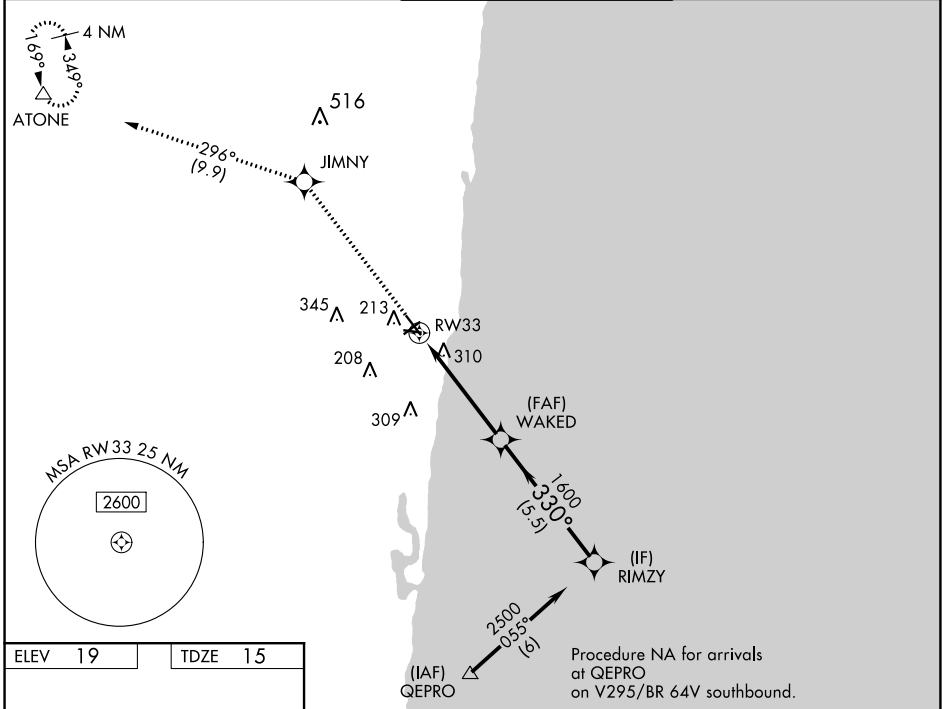 4 NM
169°
349°
ATONE
516
296°
(9.9)
JIMNY
345
213
RW33
310
208
309
(FAF)
WAKED
MSA RW33 25 NM
2600
1600
330°
(5.5)
(IF)
RIMZY
2500
055°
(6)
(IAF)
QEPRO
Procedure NA for arrivals
at QEPRO
on V295/BR 64V southbound.
ELEV 19
TDZE 15